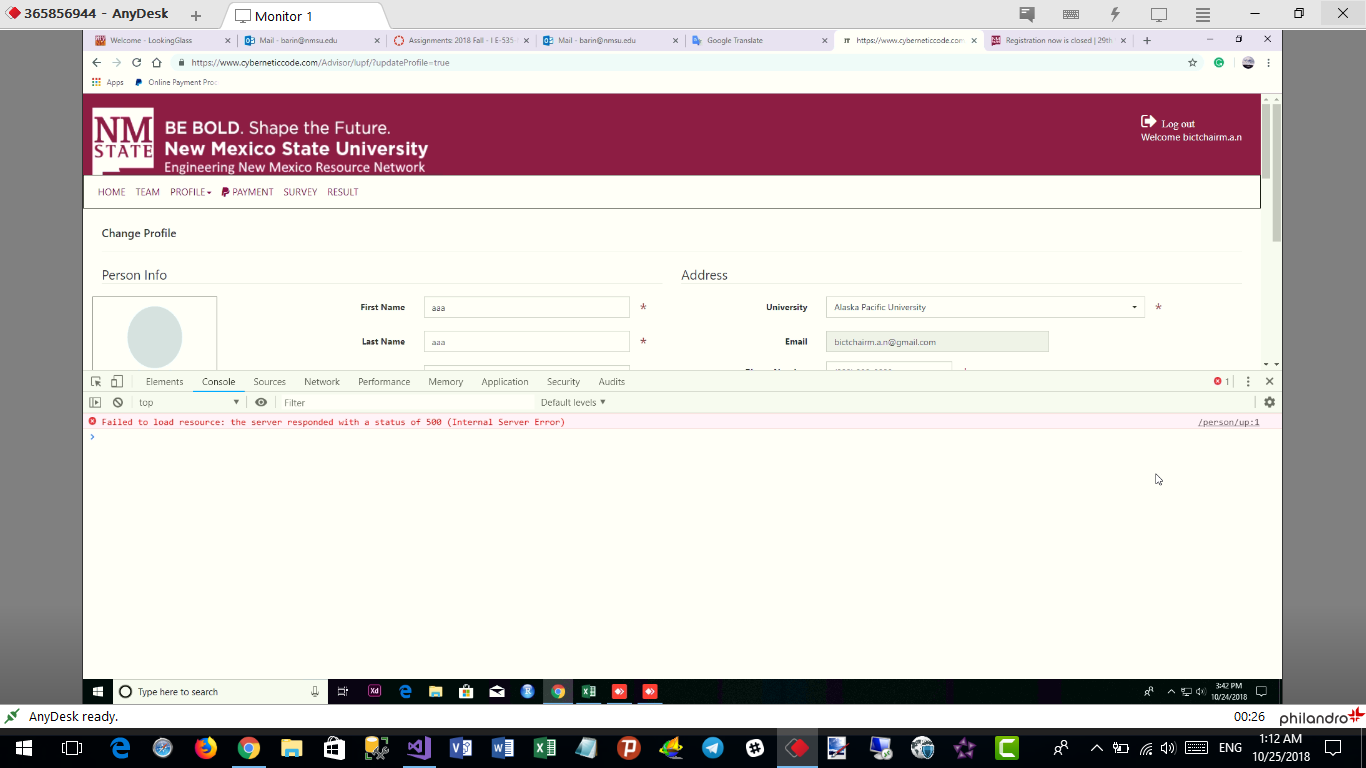 365856944 - AnyDesk
Monitor 1
Welcome - LookingGlass
Mail - barin@nmsu.edu
Assignments: 2018 Fall - I E-535
Mail - barin@nmsu.edu
Google Translate
https://www.cyberneticcode.com
Registration now is closed | 29th
https://www.cyberneticcode.com/Advisor/iupf/?updateProfile=true
Apps
Online Payment Proc
NM
STATE
BE BOLD. Shape the Future.
New Mexico State University
Engineering New Mexico Resource Network
Log out
Welcome bictchairm.a.n
HOME
TEAM
PROFILE
PAYMENT
SURVEY
RESULT
Change Profile
Person Info
Address
First Name
aaa
*
University
Alaska Pacific University
*
Last Name
aaa
*
Email
bictchairm.a.n@gmail.com
Elements
Console
Sources
Network
Performance
Memory
Application
Security
Audits
1
top
Filter
Default levels
Failed to load resource: the server responded with a status of 500 (Internal Server Error)
/person/up:1
Type here to search
3:42 PM
10/24/2018
AnyDesk ready.
00:26
philandro
ENG
1:12 AM
10/25/2018